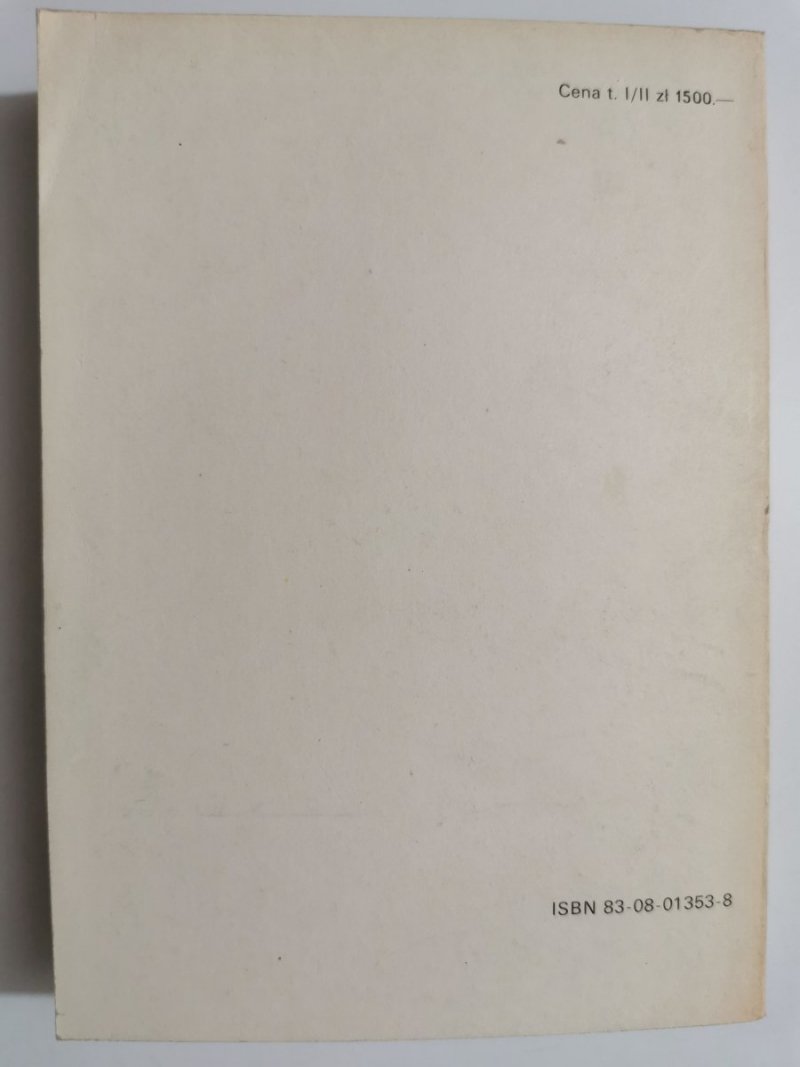 Cena t. I/II zł 1500.—
ISBN 83-08-01353-8